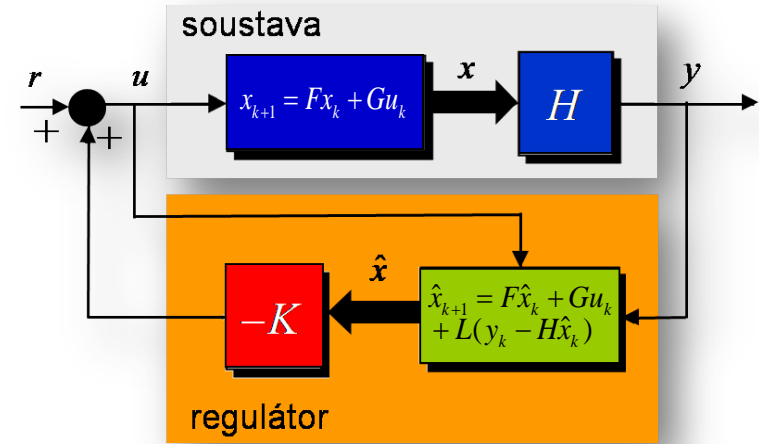 soustava
r
u
x_{k+1} = Fx_k + Gu_k
x
H
y
+
+
-K
x̂
x̂_{k+1} = Fx̂_k + Gu_k
+ L(y_k - Hx̂_k)
regulátor